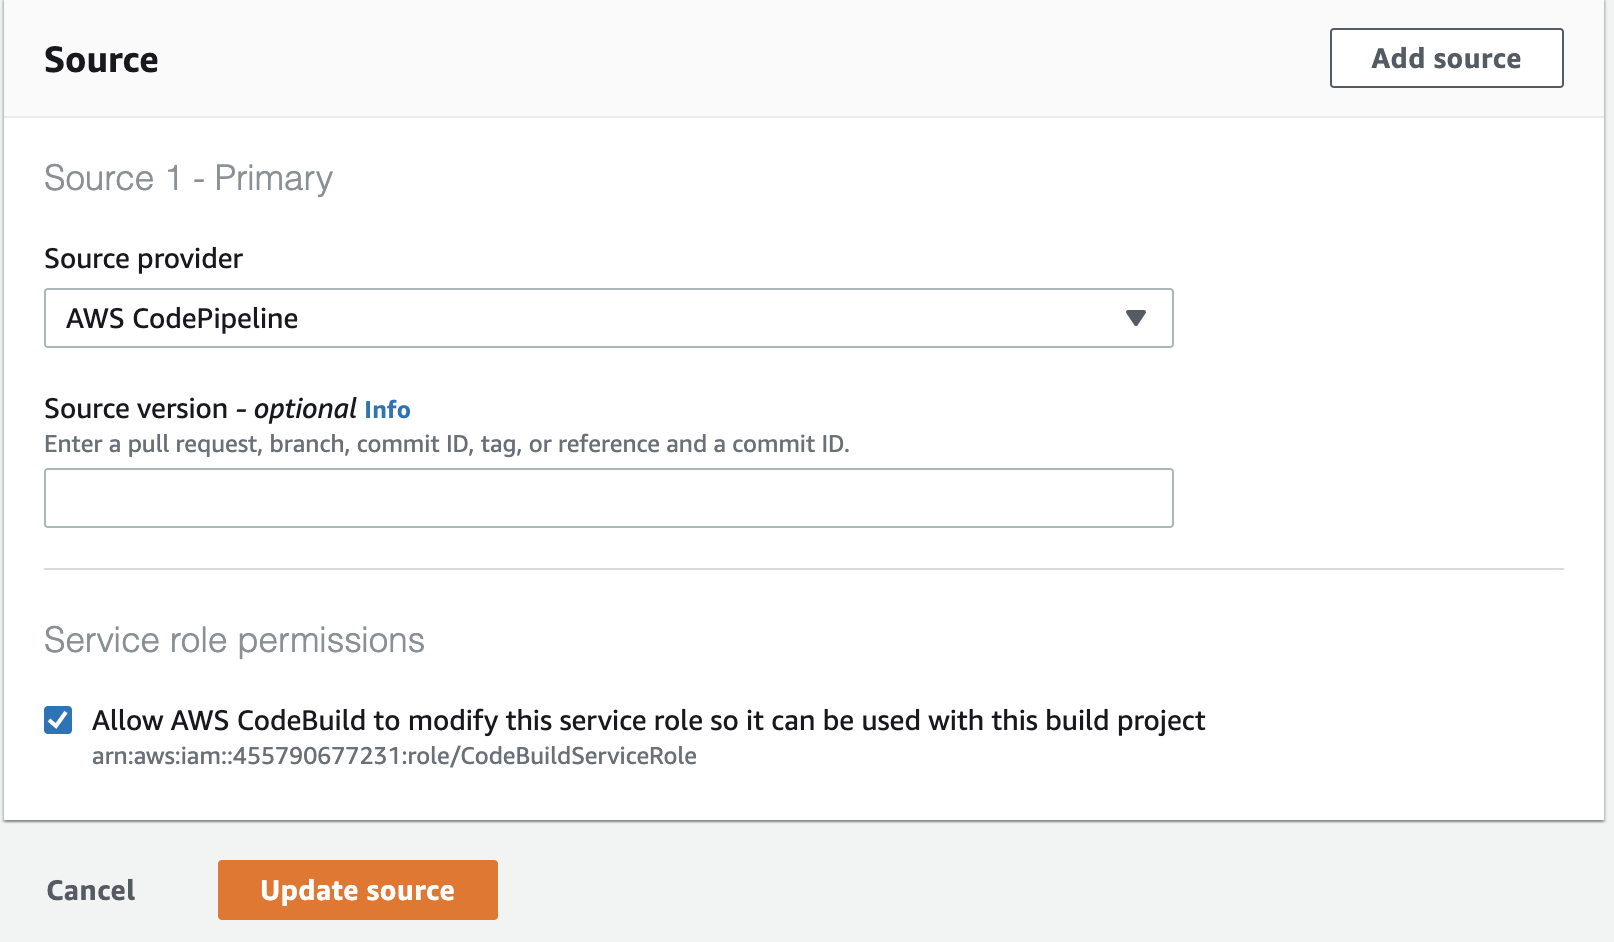 Source
Add source
Source 1 - Primary
Source provider
AWS CodePipeline
Source version - optional Info
Enter a pull request, branch, commit ID, tag, or reference and a commit ID.
Service role permissions
Allow AWS CodeBuild to modify this service role so it can be used with this build project
arn:aws:iam::455790677231:role/CodeBuildServiceRole
Cancel
Update source